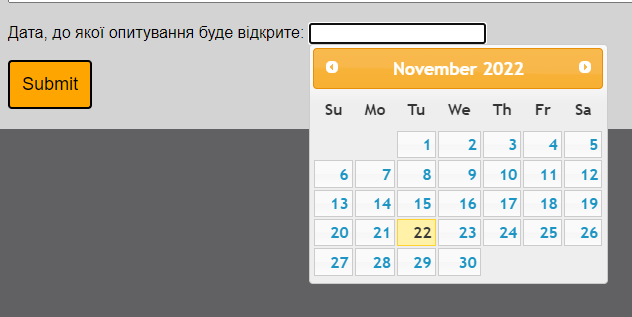 Дата, до якої опитування буде відкрите:
Submit
November 2022
Su Mo Tu We Th Fr Sa
1 2 3 4 5
6 7 8 9 10 11 12
13 14 15 16 17 18 19
20 21 22 23 24 25 26
27 28 29 30